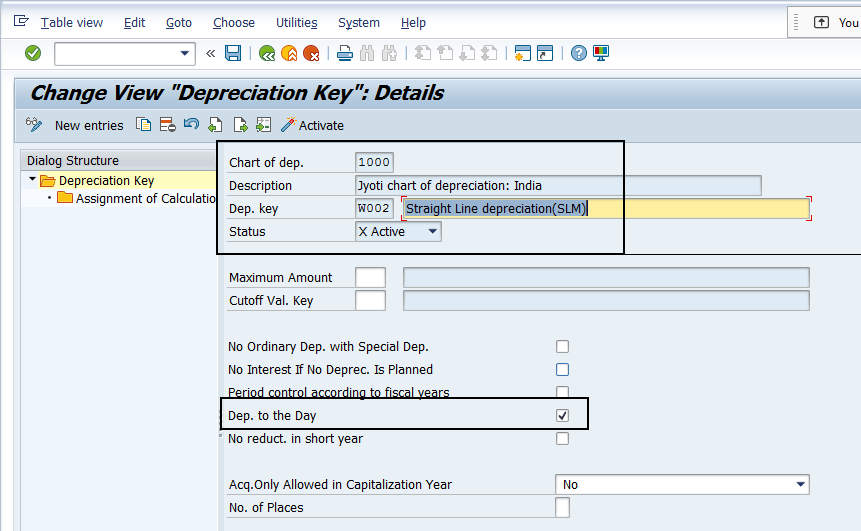 Table view Edit Goto Choose Utilities System Help
You
Change View "Depreciation Key": Details
New entries Activate
Dialog Structure
Depreciation Key
Assignment of Calculatio
Chart of dep. 1000
Description Jyoti chart of depreciation: India
Dep. key W002 Straight Line depreciation(SLM)
Status X Active
Maximum Amount
Cutoff Val. Key
No Ordinary Dep. with Special Dep.
No Interest If No Deprec. Is Planned
Period control according to fiscal years
Dep. to the Day
No reduct. in short year
Acq.Only Allowed in Capitalization Year No
No. of Places